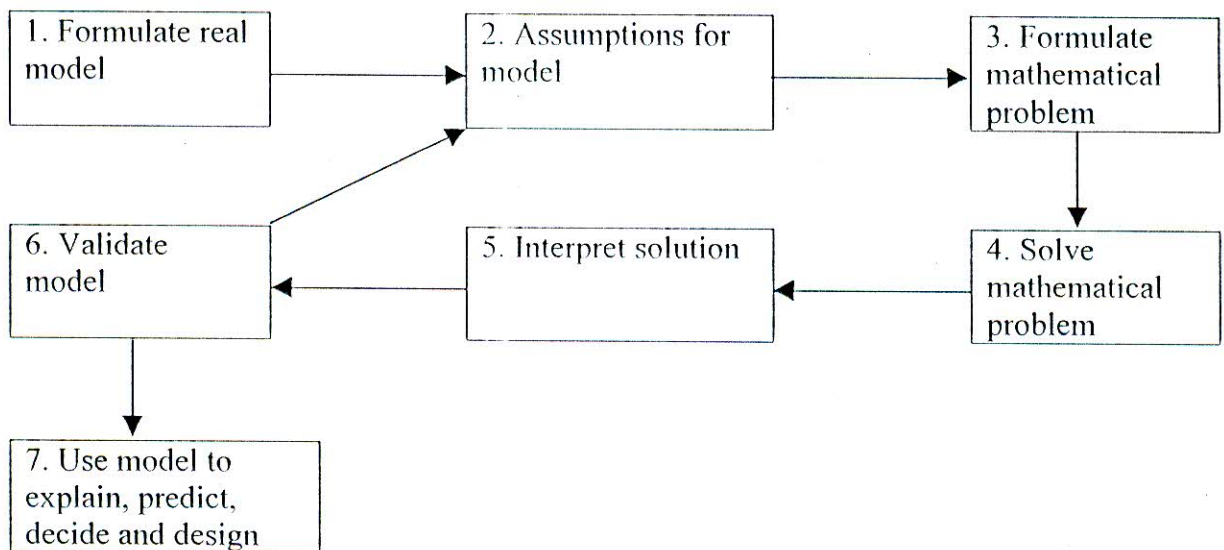 1. Formulate real
model
2. Assumptions for
model
3. Formulate
mathematical
problem
4. Solve
mathematical
problem
5. Interpret solution
6. Validate
model
7. Use model to
explain, predict,
decide and design